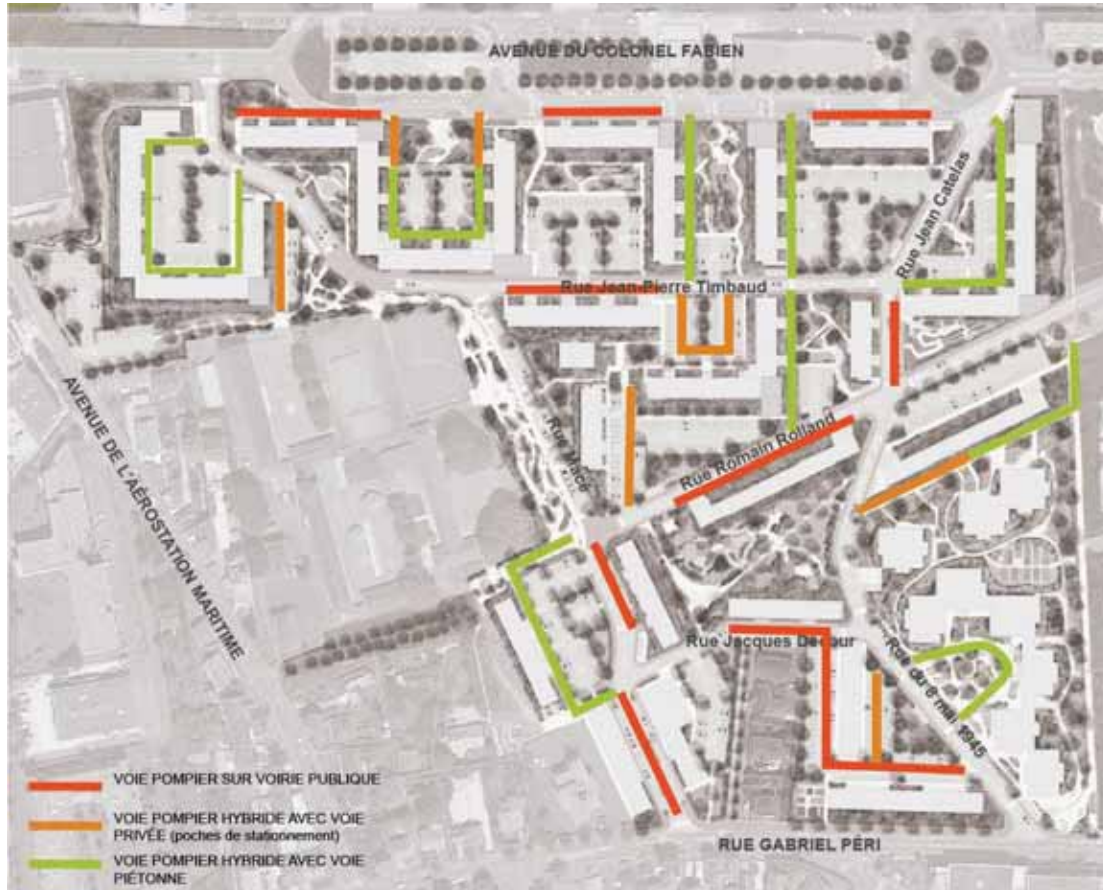 AVENUE DU COLONEL FABIEN
Rue Jean Catelas
Rue Jean-Pierre Timbaud
AVENUE DE L'AÉROSTATION MARITIME
Rue Macé
Rue Romain Rolland
Rue Jacques Decour
Rue du 8 mai 1945
VOIE POMPIER SUR VOIRIE PUBLIQUE
VOIE POMPIER HYBRIDE AVEC VOIE
PRIVÉE (poches de stationnement)
VOIE POMPIER HYBRIDE AVEC VOIE
PIÉTONNE
RUE GABRIEL PÉRI